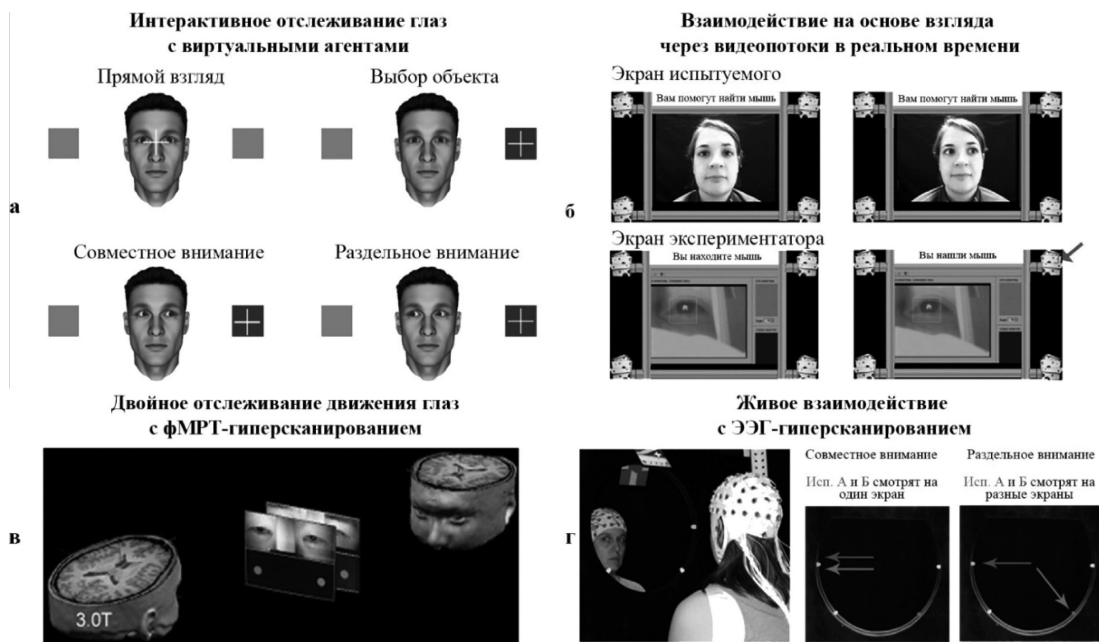 Интерактивное отслеживание глаз
с виртуальными агентами
Прямой взгляд
Выбор объекта
а
Совместное внимание
Раздельное внимание
Взаимодействие на основе взгляда
через видеопотоки в реальном времени
Экран испытуемого
Вам помогут найти мышь
Вам помогут найти мышь
б
Экран экспериментатора
Вы находите мышь
Вы нашли мышь
Двойное отслеживание движения глаз
с фМРТ-гиперсканированием
в
3.0T
Живое взаимодействие
с ЭЭГ-гиперсканированием
г
Совместное внимание
Исп. А и Б смотрят на
один экран
Раздельное внимание
Исп. А и Б смотрят на
разные экраны